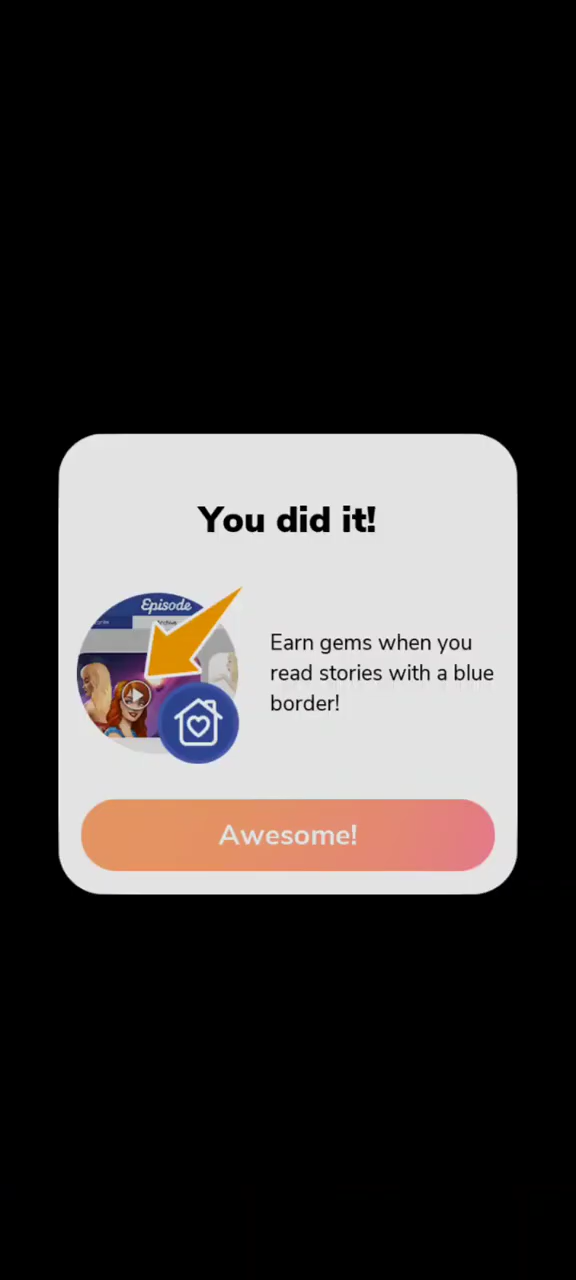 You did it!
Episode
Earn gems when you
read stories with a blue
border!
Awesome!